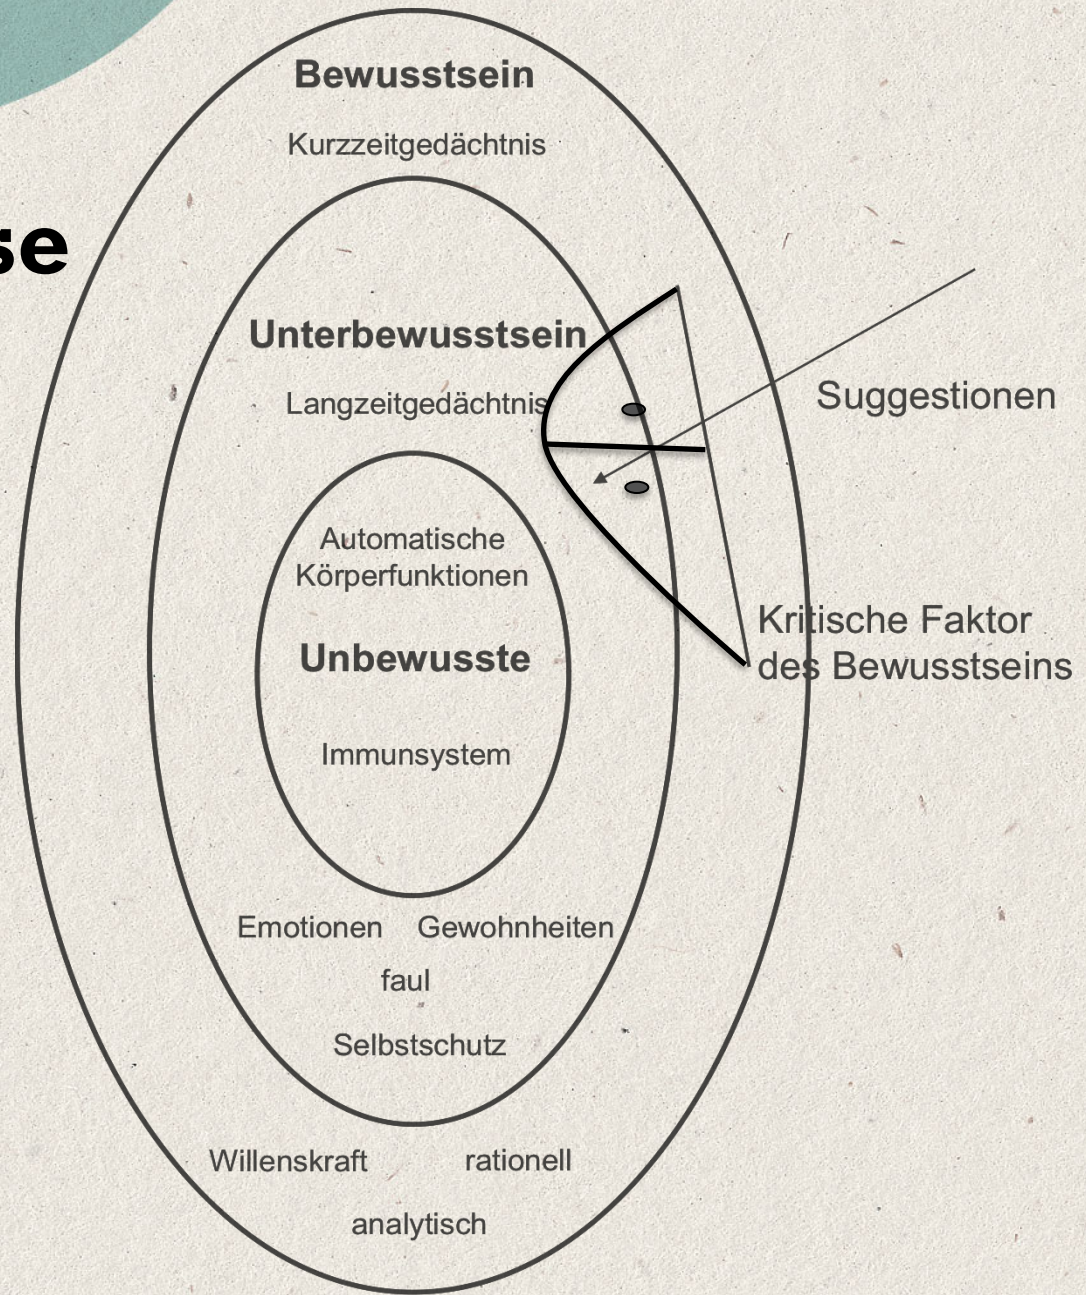 Bewusstsein
Kurzzeitgedächtnis
se
Unterbewusstsein
Langzeitgedächtnis
Suggestionen
Automatische
Körperfunktionen
Kritische Faktor
des Bewusstseins
Unbewusste
Immunsystem
Emotionen Gewohnheiten
faul
Selbstschutz
Willenskraft rationell
analytisch